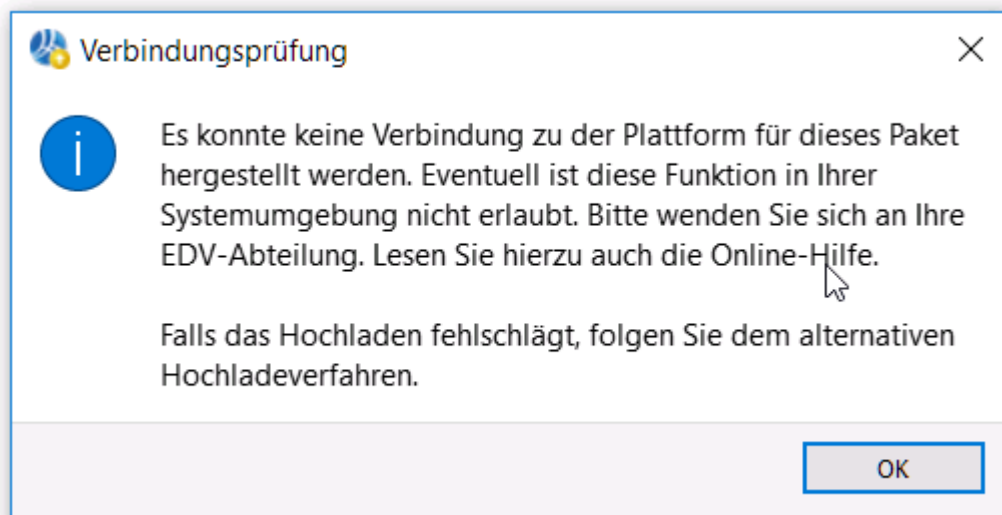 Verbindungsprüfung
Es konnte keine Verbindung zu der Plattform für dieses Paket
hergestellt werden. Eventuell ist diese Funktion in Ihrer
Systemumgebung nicht erlaubt. Bitte wenden Sie sich an Ihre
EDV-Abteilung. Lesen Sie hierzu auch die Online-Hilfe.
Falls das Hochladen fehlschlägt, folgen Sie dem alternativen
Hochladeverfahren.
OK